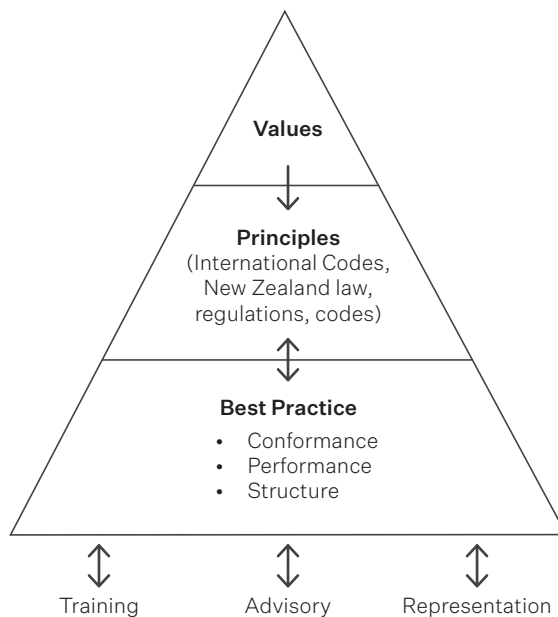 Values
Principles
(International Codes,
New Zealand law,
regulations, codes)
Best Practice
• Conformance
• Performance
• Structure
Training Advisory Representation